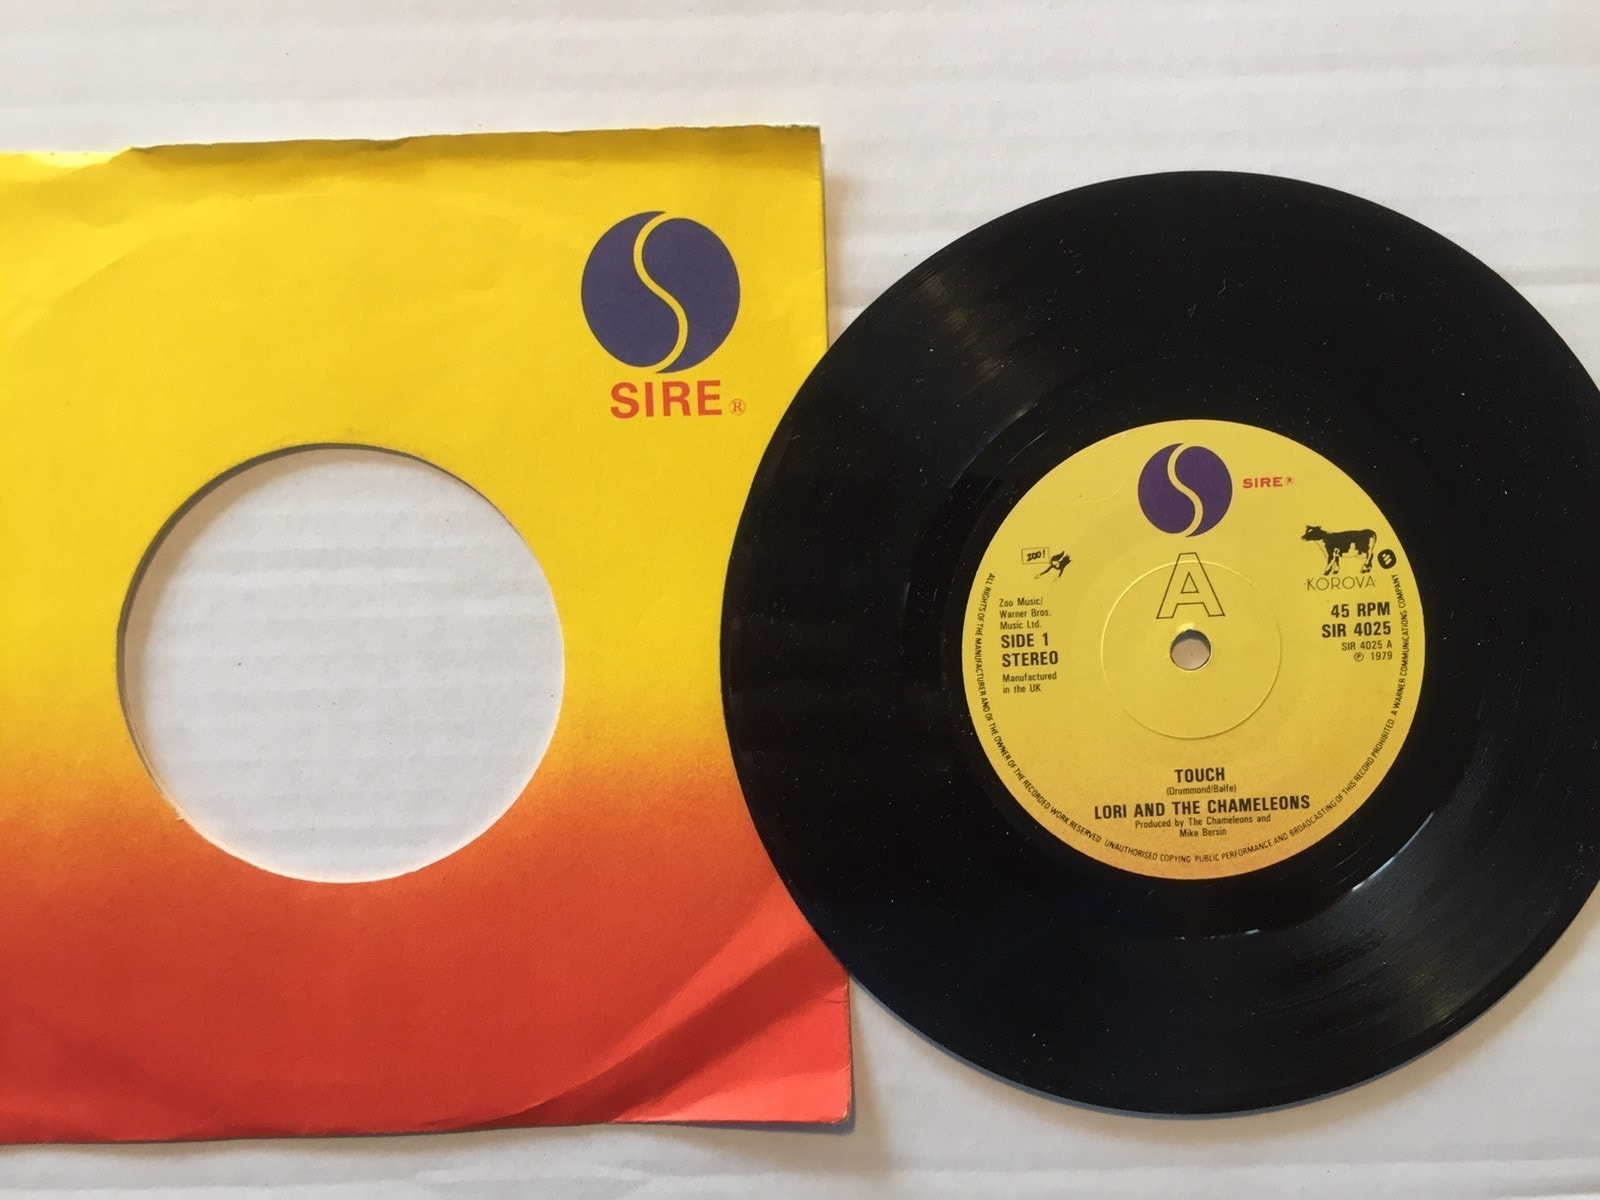 SIRE ®
SIRE ®
ZOO!
A
KOROVA
Zoo Music/
Warner Bros.
Music Ltd.
SIDE 1
STEREO
Manufactured
in the UK
45 RPM
SIR 4025
SIR 4025 A
℗ 1979
TOUCH
(Drummond/Balfe)
LORI AND THE CHAMELEONS
Produced by The Chameleons and
Mike Bersin
ALL RIGHTS OF THE MANUFACTURER AND OF THE OWNER OF THE RECORDED WORK RESERVED UNAUTHORISED COPYING PUBLIC PERFORMANCE AND BROADCASTING OF THIS RECORD PROHIBITED A WARNER COMMUNICATIONS COMPANY